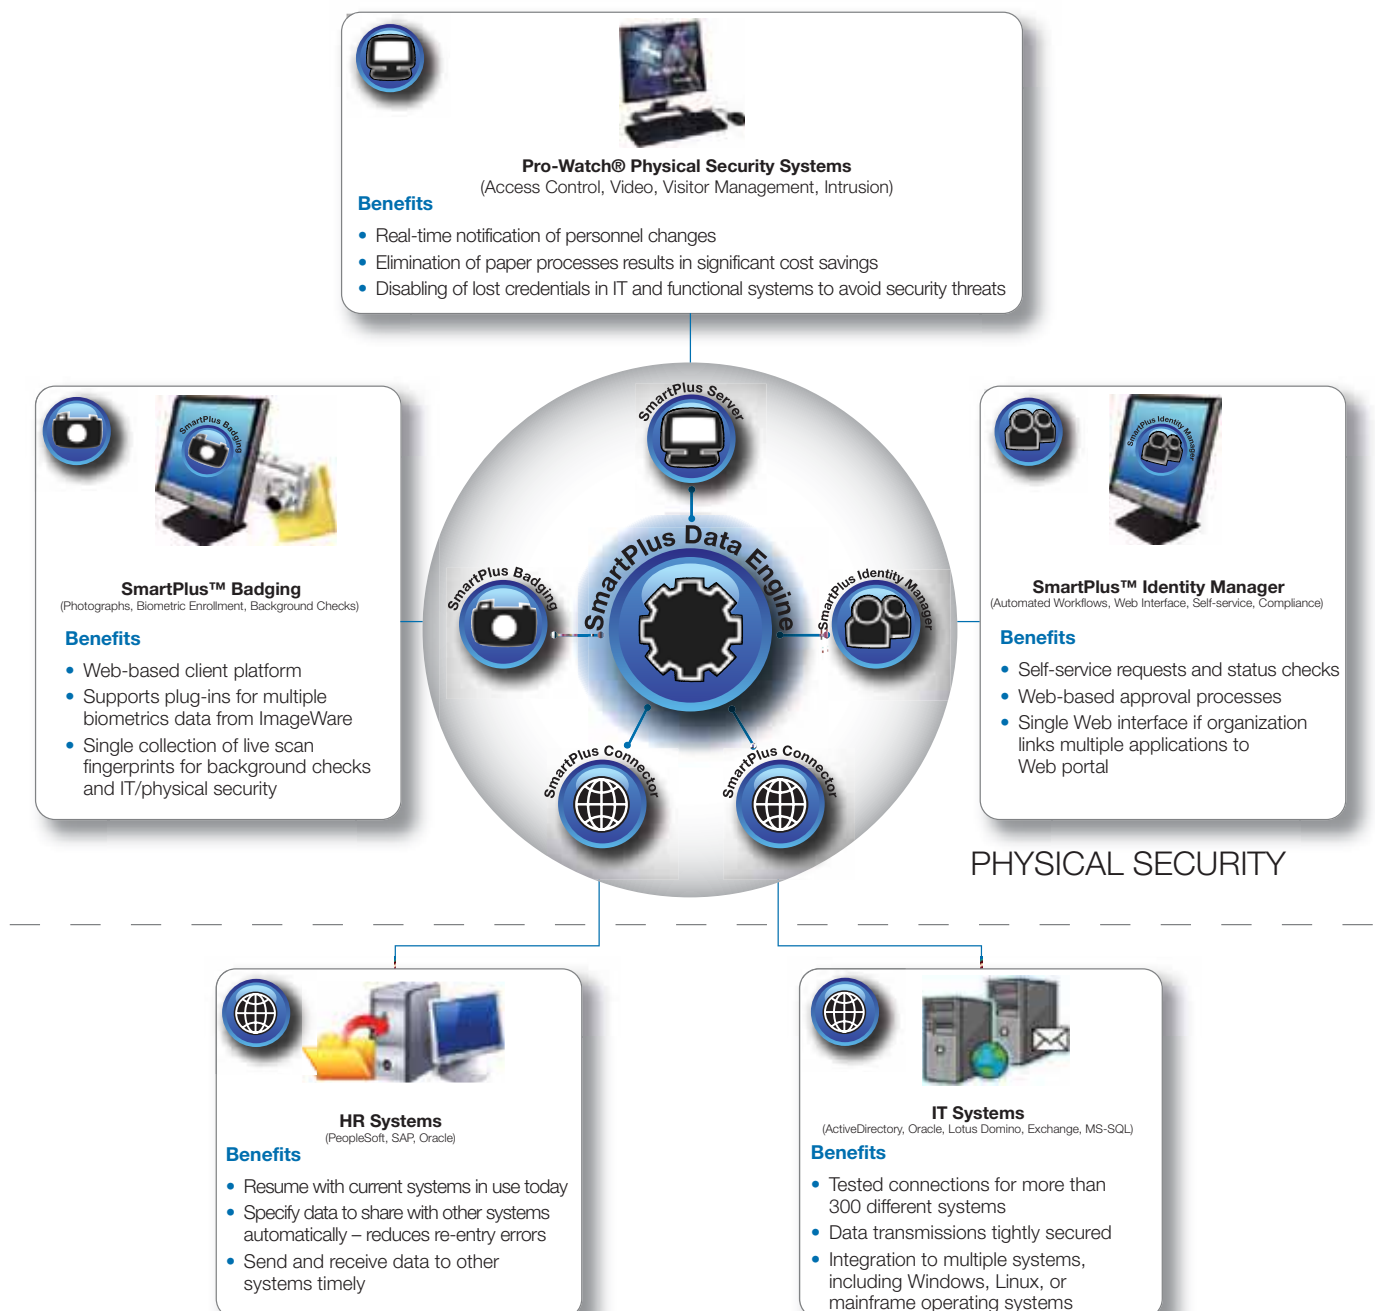 Pro-Watch® Physical Security Systems
(Access Control, Video, Visitor Management, Intrusion)
Benefits
• Real-time notification of personnel changes
• Elimination of paper processes results in significant cost savings
• Disabling of lost credentials in IT and functional systems to avoid security threats
SmartPlus Server
SmartPlus Data Engine
SmartPlus Badging
SmartPlus Identity Manager
SmartPlus Connector
SmartPlus Connector
SmartPlus Badging
SmartPlus™ Badging
(Photographs, Biometric Enrollment, Background Checks)
Benefits
• Web-based client platform
• Supports plug-ins for multiple
biometrics data from ImageWare
• Single collection of live scan
fingerprints for background checks
and IT/physical security
SmartPlus Identity Manager
SmartPlus™ Identity Manager
(Automated Workflows, Web Interface, Self-service, Compliance)
Benefits
• Self-service requests and status checks
• Web-based approval processes
• Single Web interface if organization
links multiple applications to
Web portal
PHYSICAL SECURITY
HR Systems
(PeopleSoft, SAP, Oracle)
Benefits
• Resume with current systems in use today
• Specify data to share with other systems
automatically – reduces re-entry errors
• Send and receive data to other
systems timely
IT Systems
(ActiveDirectory, Oracle, Lotus Domino, Exchange, MS-SQL)
Benefits
• Tested connections for more than
300 different systems
• Data transmissions tightly secured
• Integration to multiple systems,
including Windows, Linux, or
mainframe operating systems